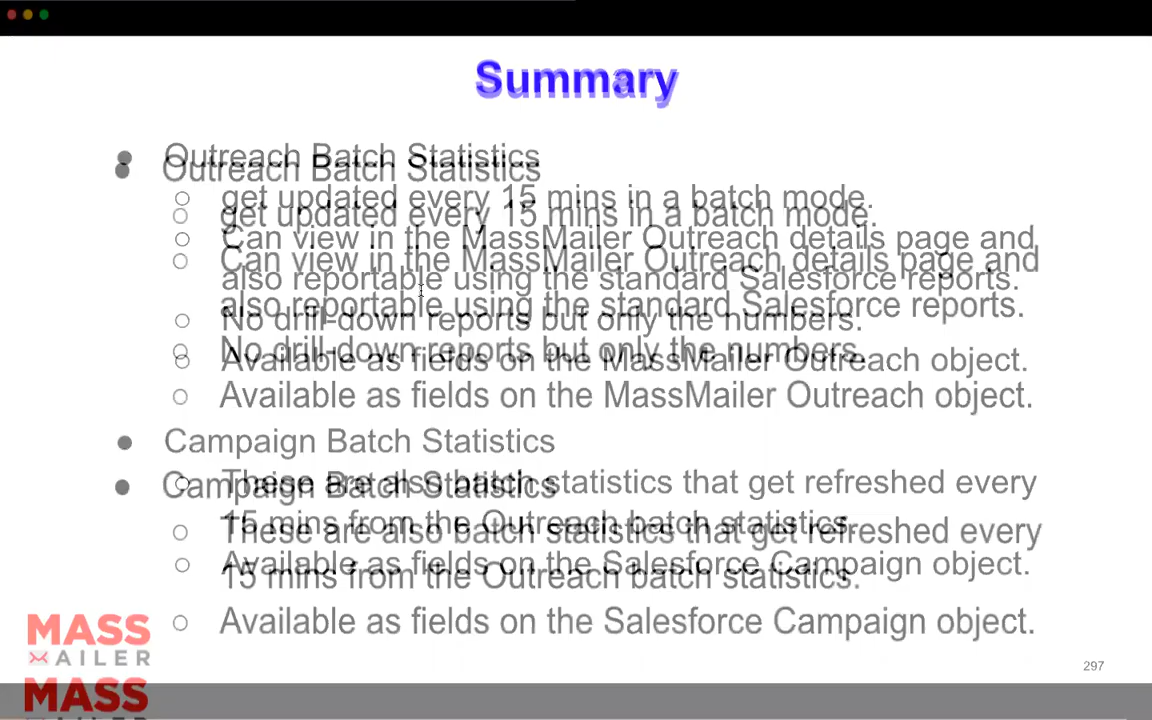 Summary
Outreach Batch Statistics
get updated every 15 mins in a batch mode.
Can view in the MassMailer Outreach details page and
also reportable using the standard Salesforce reports.
No drill-down reports but only the numbers.
Available as fields on the MassMailer Outreach object.
Campaign Batch Statistics
These are also batch statistics that get refreshed every
15 mins from the Outreach batch statistics.
Available as fields on the Salesforce Campaign object.
MASS
AILER
297
MASS
AILER